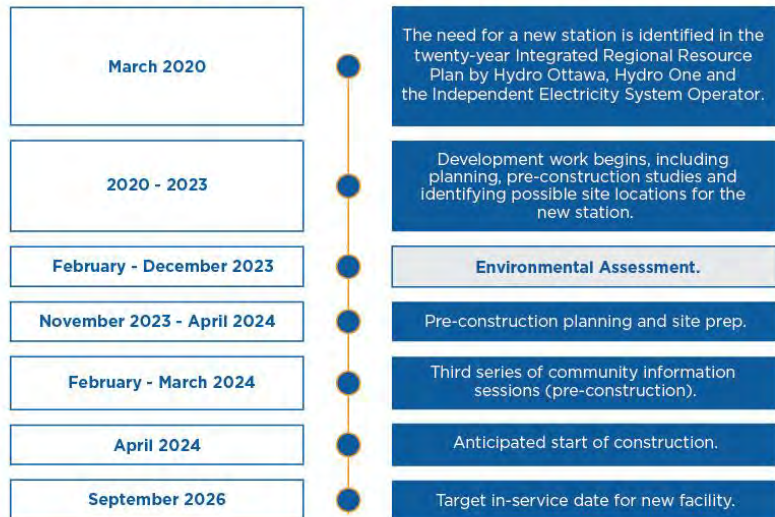 March 2020
The need for a new station is identified in the
twenty-year Integrated Regional Resource
Plan by Hydro Ottawa, Hydro One and
the Independent Electricity System Operator.
2020 - 2023
Development work begins, including
planning, pre-construction studies and
identifying possible site locations for the
new station.
February - December 2023
Environmental Assessment.
November 2023 - April 2024
Pre-construction planning and site prep.
February - March 2024
Third series of community information
sessions (pre-construction).
April 2024
Anticipated start of construction.
September 2026
Target in-service date for new facility.